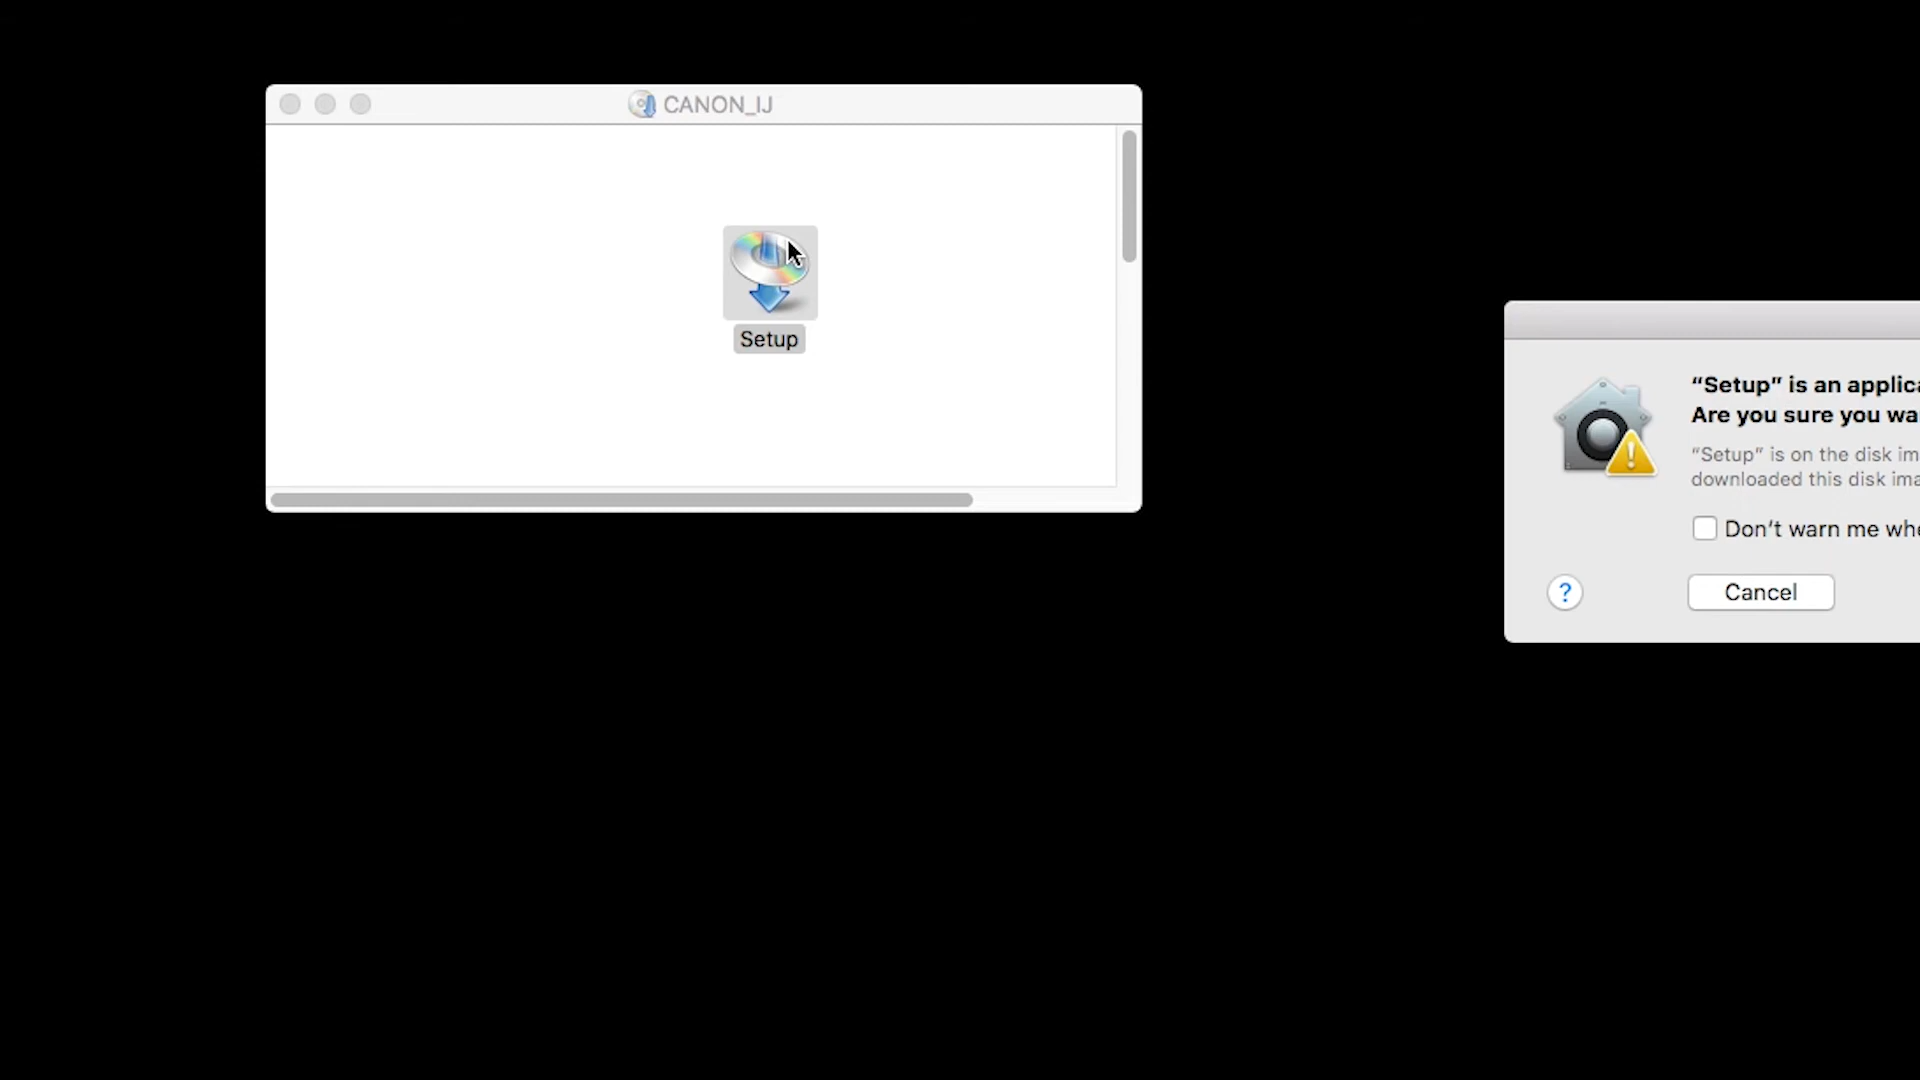 CANON_IJ
Setup
“Setup” is an applica
Are you sure you wa
“Setup” is on the disk im
downloaded this disk ima
Don’t warn me whe
?
Cancel